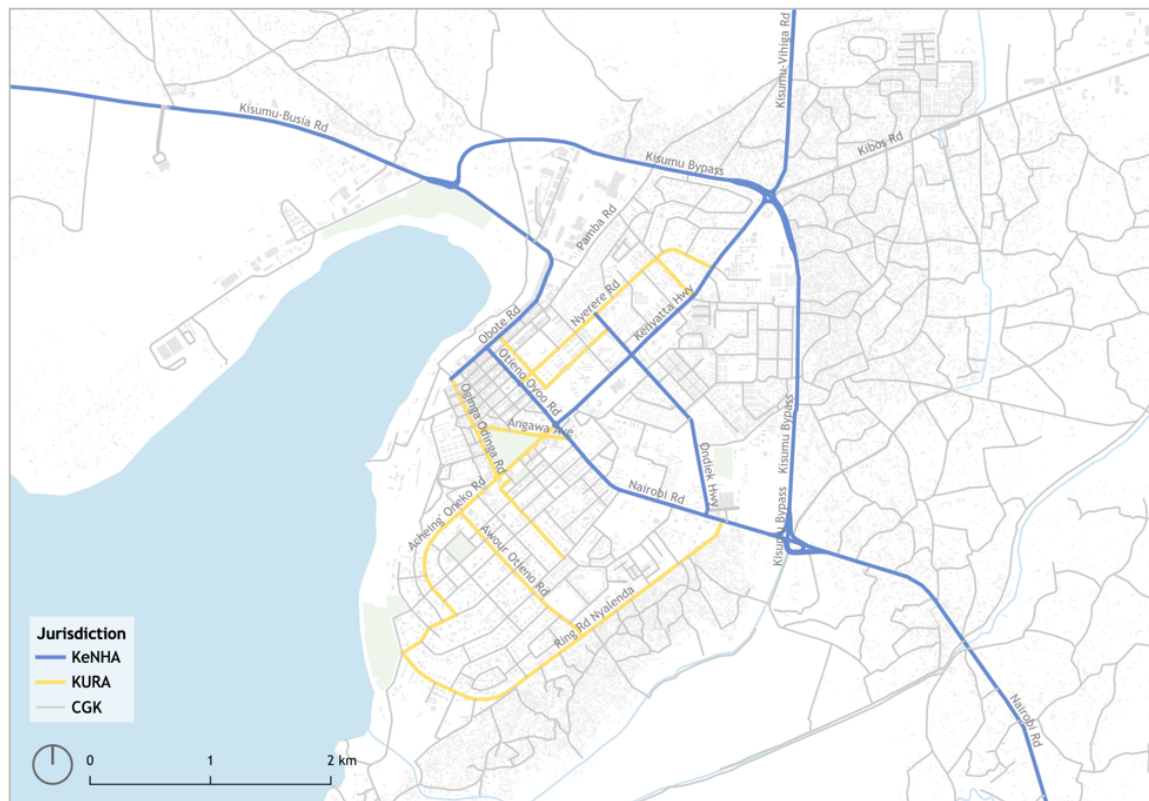 Kisumu-Vihiga Rd
Kisumu-Busia Rd
Kibos Rd
Kisumu Bypass
Pamba Rd
Nyerere Rd
Kenyatta Hwy
Obote Rd
Otieno Oyoo Rd
Oginga Odinga Rd
Angawa Ave
Kisumu Bypass
Ondiek Hwy
Nairobi Rd
Acheing' Oneko Rd
Kisumu Bypass
Awour Otieno Rd
Ring Rd Nyalenda
Nairobi Rd
Jurisdiction
KeNHA
KURA
CGK
0 1 2 km